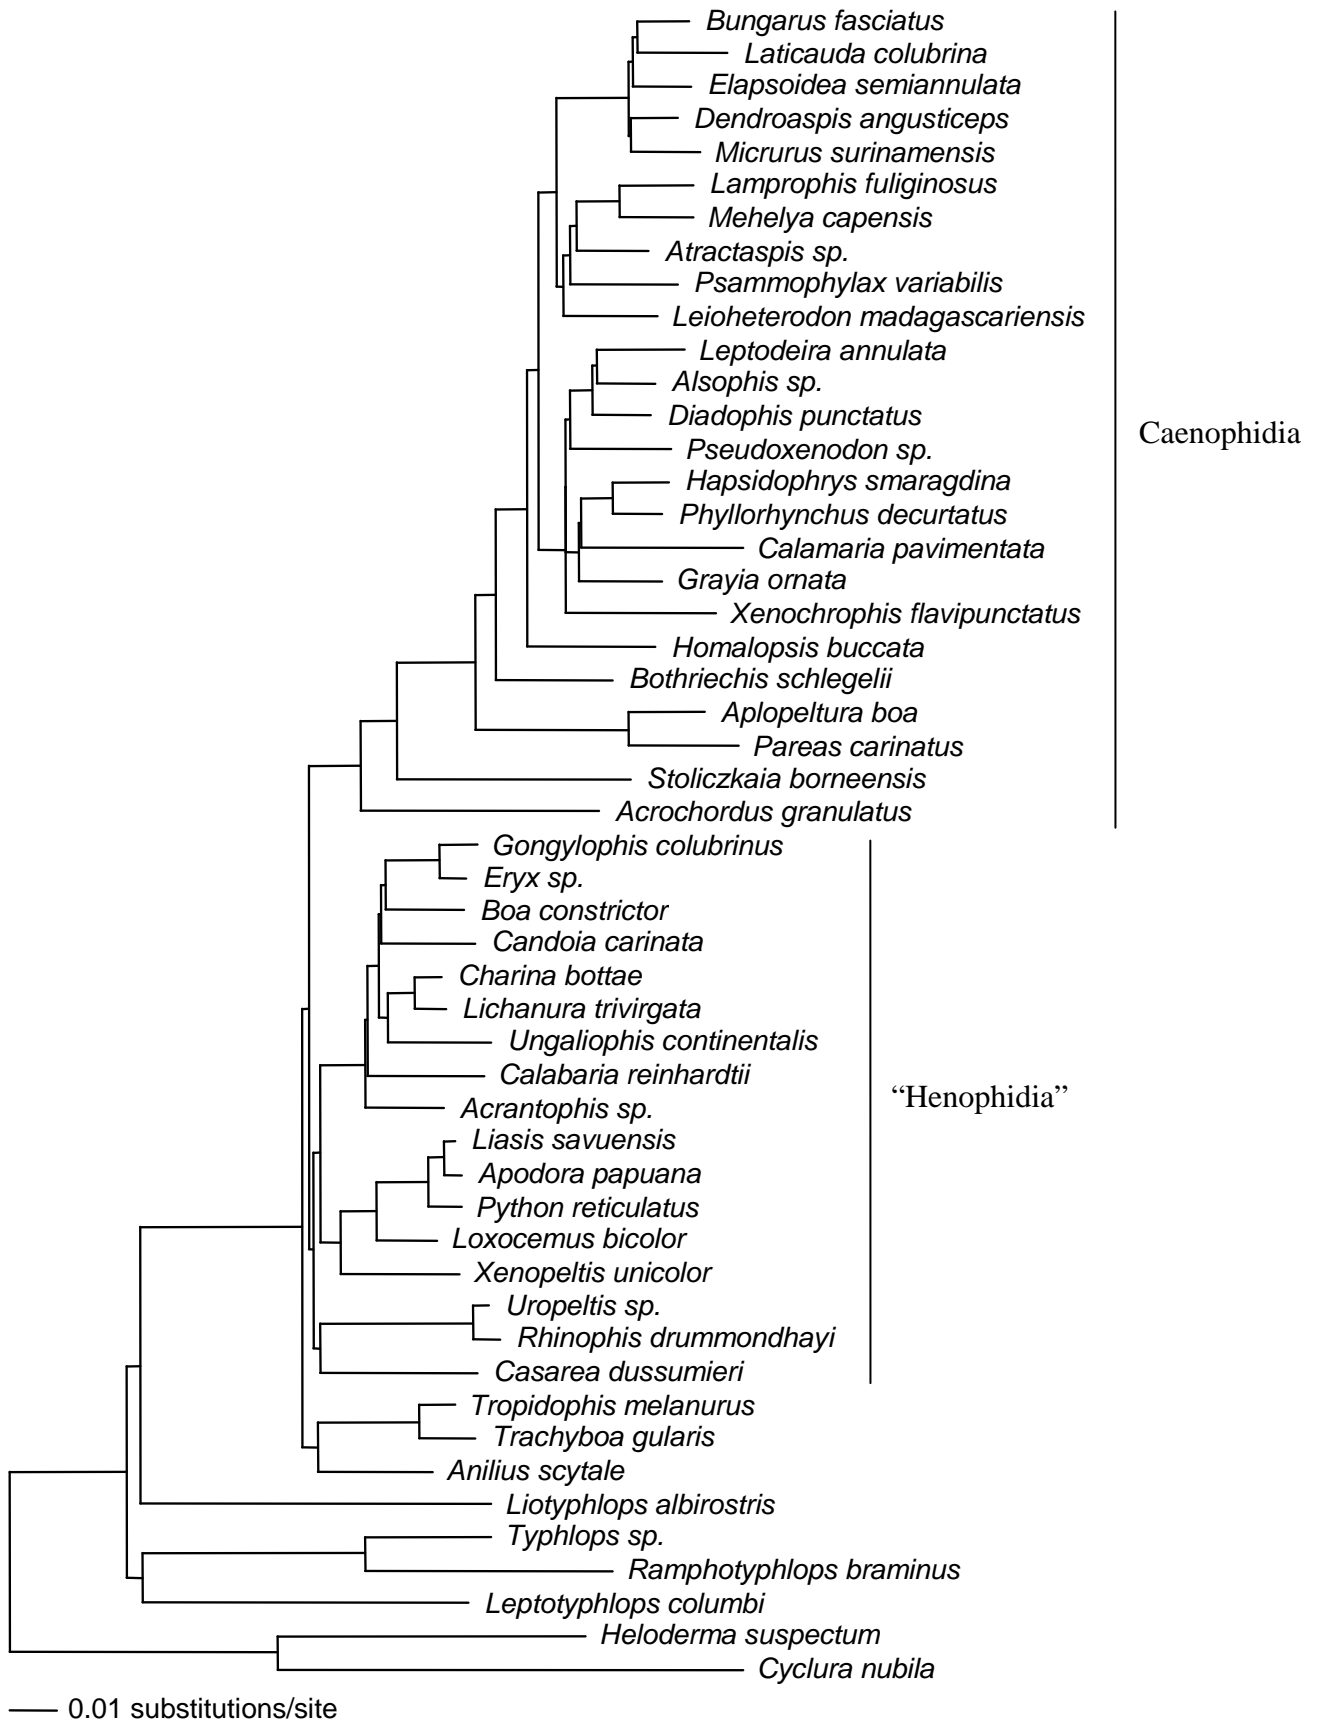 Bungarus fasciatus
Laticauda colubrina
Elapsoidea semiannulata
Dendroaspis angusticeps
Micrurus surinamensis
Lamprophis fuliginosus
Mehelya capensis
Atractaspis sp.
Psammophylax variabilis
Leioheterodon madagascariensis
Leptodeira annulata
Alsophis sp.
Diadophis punctatus
Caenophidia
Pseudoxenodon sp.
Hapsidophrys smaragdina
Phyllorhynchus decurtatus
Calamaria pavimentata
Grayia ornata
Xenochrophis flavipunctatus
Homalopsis buccata
Bothriechis schlegelii
Aplopeltura boa
Pareas carinatus
Stoliczkaia borneensis
Acrochordus granulatus
Gongylophis colubrinus
Eryx sp.
Boa constrictor
Candoia carinata
Charina bottae
Lichanura trivirgata
Ungaliophis continentalis
Calabaria reinhardtii
“Henophidia”
Acrantophis sp.
Liasis savuensis
Apodora papuana
Python reticulatus
Loxocemus bicolor
Xenopeltis unicolor
Uropeltis sp.
Rhinophis drummondhayi
Casarea dussumieri
Tropidophis melanurus
Trachyboa gularis
Anilius scytale
Liotyphlops albirostris
Typhlops sp.
Ramphotyphlops braminus
Leptotyphlops columbi
Heloderma suspectum
Cyclura nubila
0.01 substitutions/site